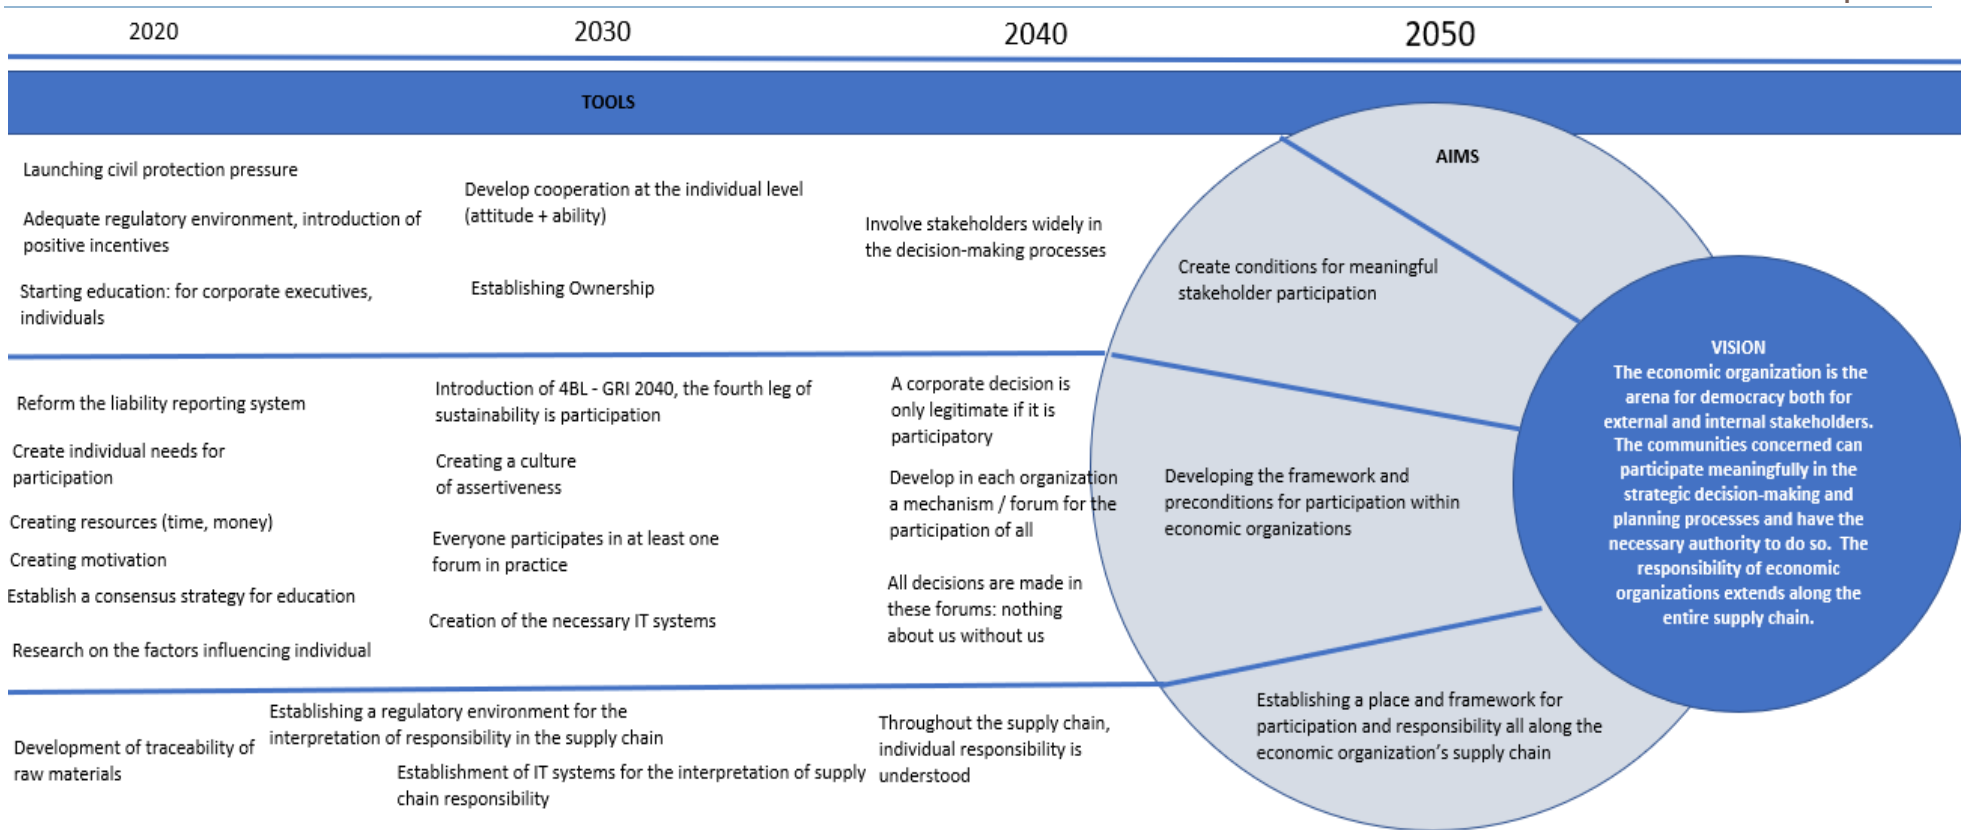 2020
2030
2040
2050
TOOLS
AIMS
Launching civil protection pressure
Adequate regulatory environment, introduction of
positive incentives
Starting education: for corporate executives,
individuals
Develop cooperation at the individual level
(attitude + ability)
Establishing Ownership
Involve stakeholders widely in
the decision-making processes
Create conditions for meaningful
stakeholder participation
Reform the liability reporting system
Create individual needs for
participation
Creating resources (time, money)
Creating motivation
Establish a consensus strategy for education
Research on the factors influencing individual
Introduction of 4BL - GRI 2040, the fourth leg of
sustainability is participation
Creating a culture
of assertiveness
Everyone participates in at least one
forum in practice
Creation of the necessary IT systems
A corporate decision is
only legitimate if it is
participatory
Develop in each organization
a mechanism / forum for the
participation of all
All decisions are made in
these forums: nothing
about us without us
Developing the framework and
preconditions for participation within
economic organizations
Development of traceability of
raw materials
Establishing a regulatory environment for the
interpretation of responsibility in the supply chain
Establishment of IT systems for the interpretation of supply
chain responsibility
Throughout the supply chain,
individual responsibility is
understood
Establishing a place and framework for
participation and responsibility all along the
economic organization's supply chain
VISION
The economic organization is the
arena for democracy both for
external and internal stakeholders.
The communities concerned can
participate meaningfully in the
strategic decision-making and
planning processes and have the
necessary authority to do so. The
responsibility of economic
organizations extends along the
entire supply chain.